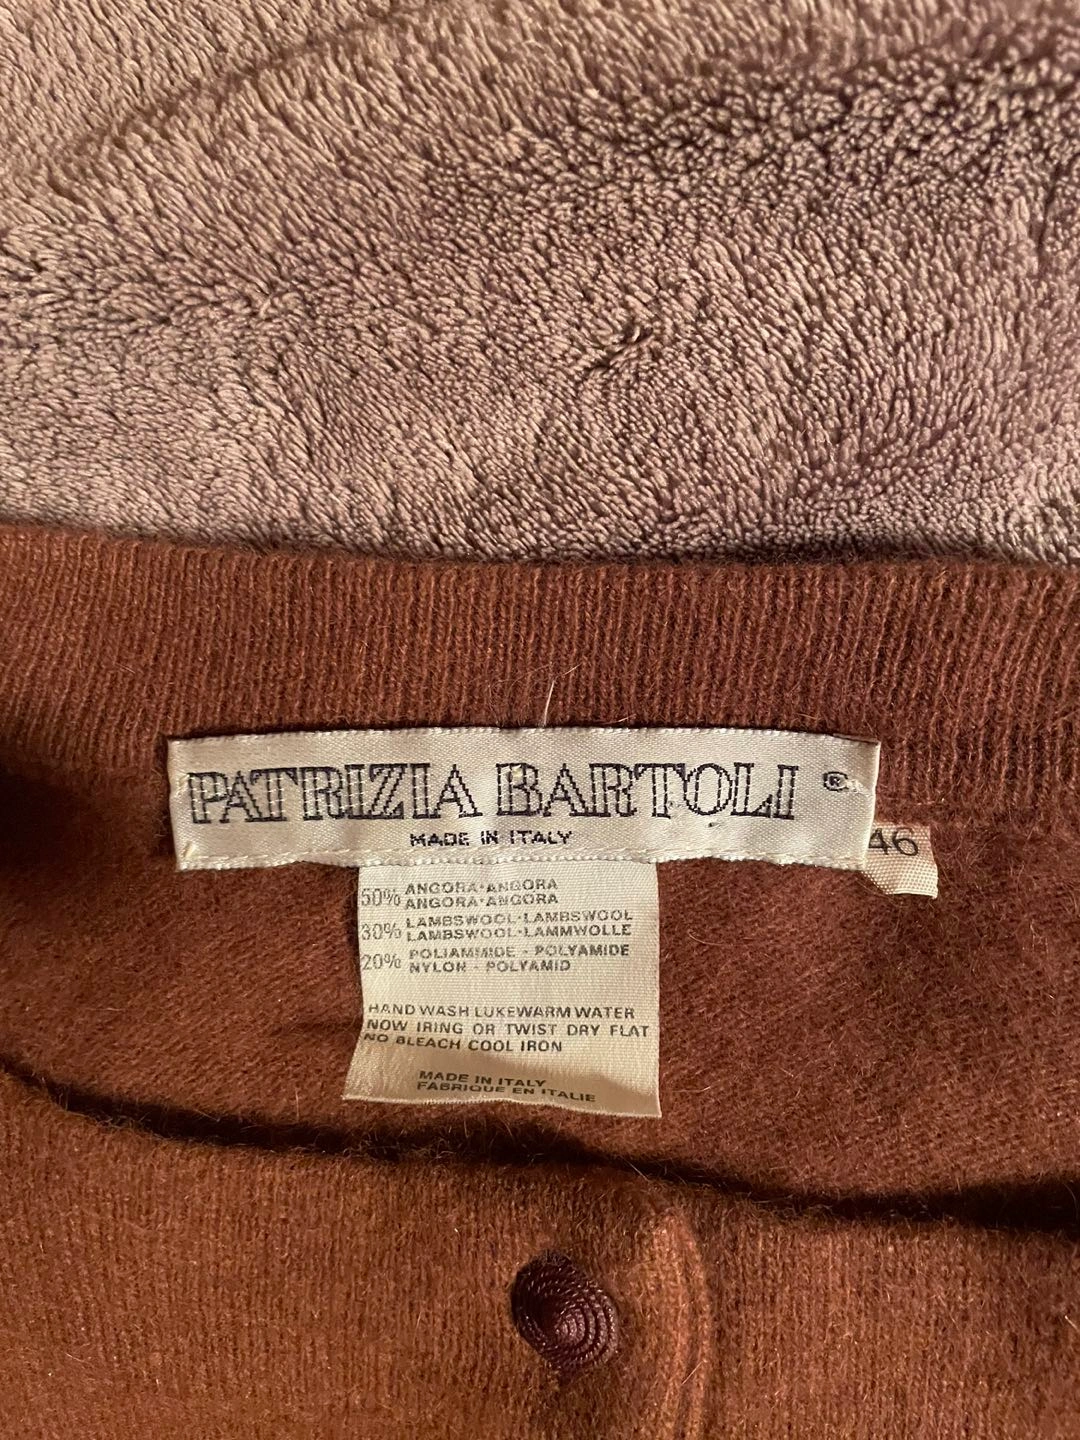 PATRIZIA BARTOLI ®
MADE IN ITALY
46
50% ANGORA·ANGORA
ANGORA·ANGORA
30% LAMBSWOOL·LAMBSWOOL
LAMBSWOOL·LAMMWOLLE
20% POLIAMMIDE - POLYAMIDE
NYLON - POLYAMID
HAND WASH LUKEWARM WATER
NOW IRING OR TWIST DRY FLAT
NO BLEACH COOL IRON
MADE IN ITALY
FABRIQUE EN ITALIE